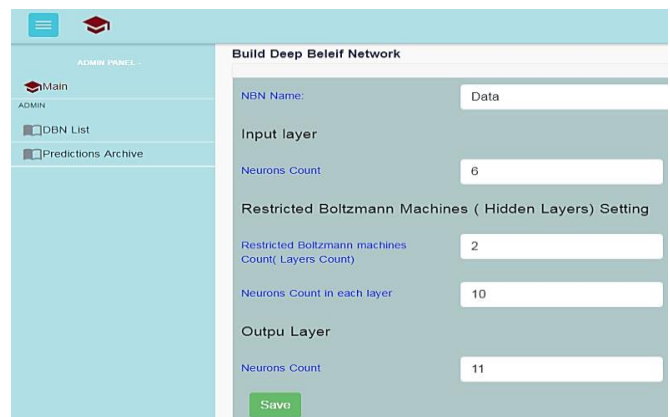 ADMIN PANEL -
Main
ADMIN
DBN List
Predictions Archive
Build Deep Beleif Network
NBN Name:
Data
Input layer
Neurons Count
6
Restricted Boltzmann Machines ( Hidden Layers) Setting
Restricted Boltzmann machines
Count( Layers Count)
2
Neurons Count in each layer
10
Outpu Layer
Neurons Count
11
Save